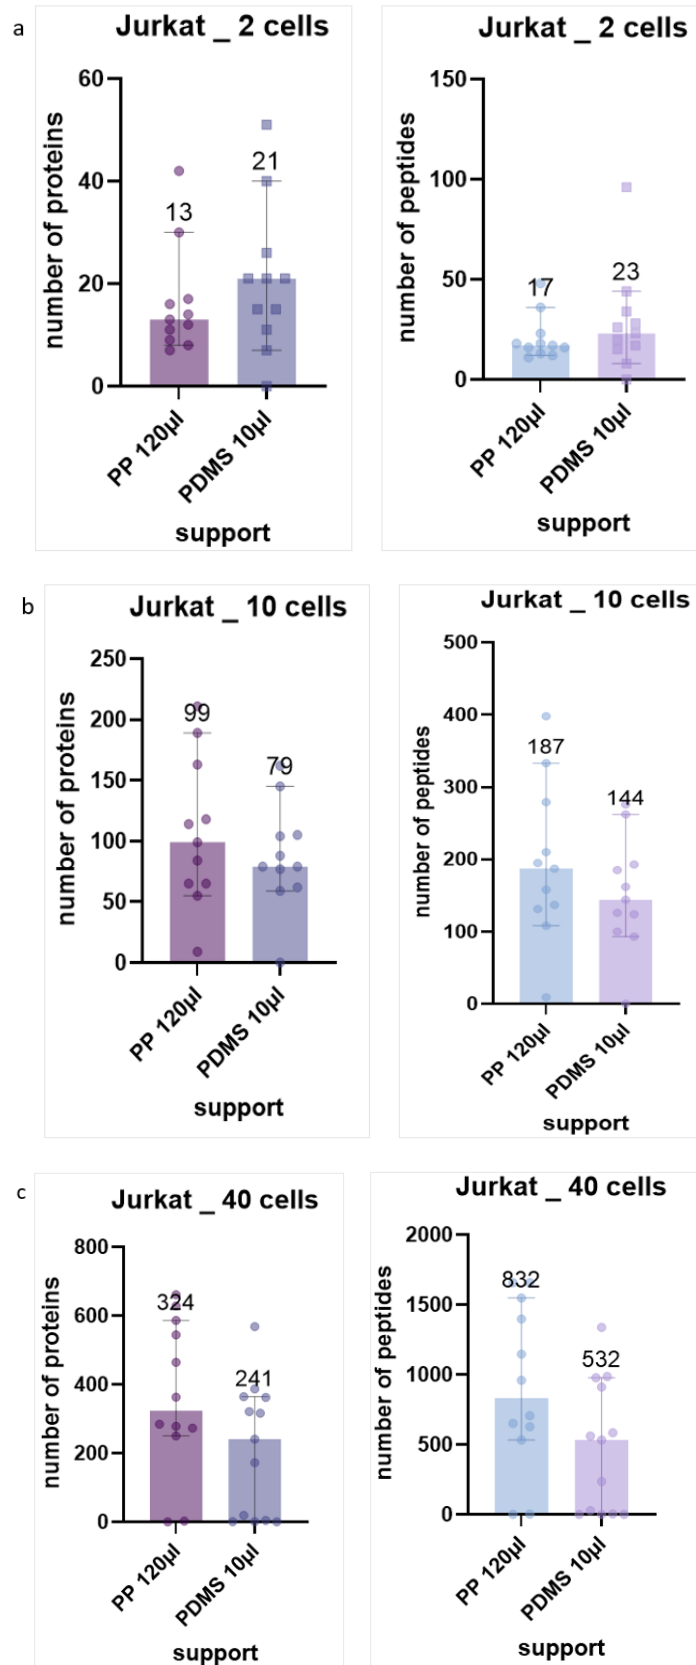 a
Jurkat _ 2 cells
number of proteins
60
40
20
0
13
21
PP 120µl
PDMS 10µl
support
Jurkat _ 2 cells
number of peptides
150
100
50
0
17
23
PP 120µl
PDMS 10µl
support
b
Jurkat _ 10 cells
number of proteins
250
200
150
100
50
0
99
79
PP 120µl
PDMS 10µl
support
Jurkat _ 10 cells
number of peptides
500
400
300
200
100
0
187
144
PP 120µl
PDMS 10µl
support
c
Jurkat _ 40 cells
number of proteins
800
600
400
200
0
324
241
PP 120µl
PDMS 10µl
support
Jurkat _ 40 cells
number of peptides
2000
1500
1000
500
0
832
532
PP 120µl
PDMS 10µl
support